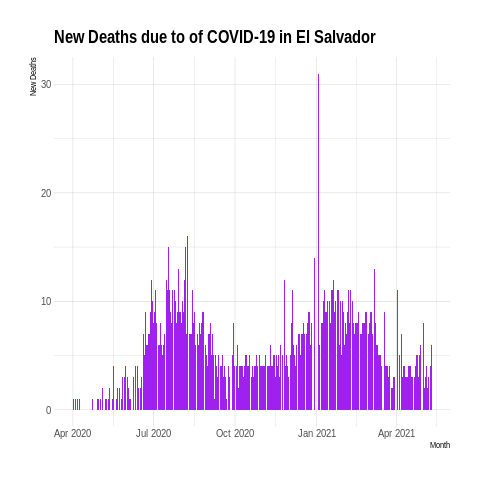 New Deaths due to of COVID-19 in El Salvador
New Deaths
30
20
10
0
Apr 2020 Jul 2020 Oct 2020 Jan 2021 Apr 2021
Month